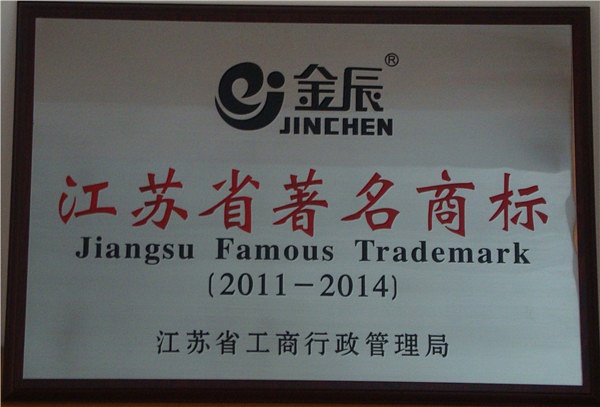 金辰®
JINCHEN
江苏省著名商标
Jiangsu Famous Trademark
(2011-2014)
江苏省工商行政管理局